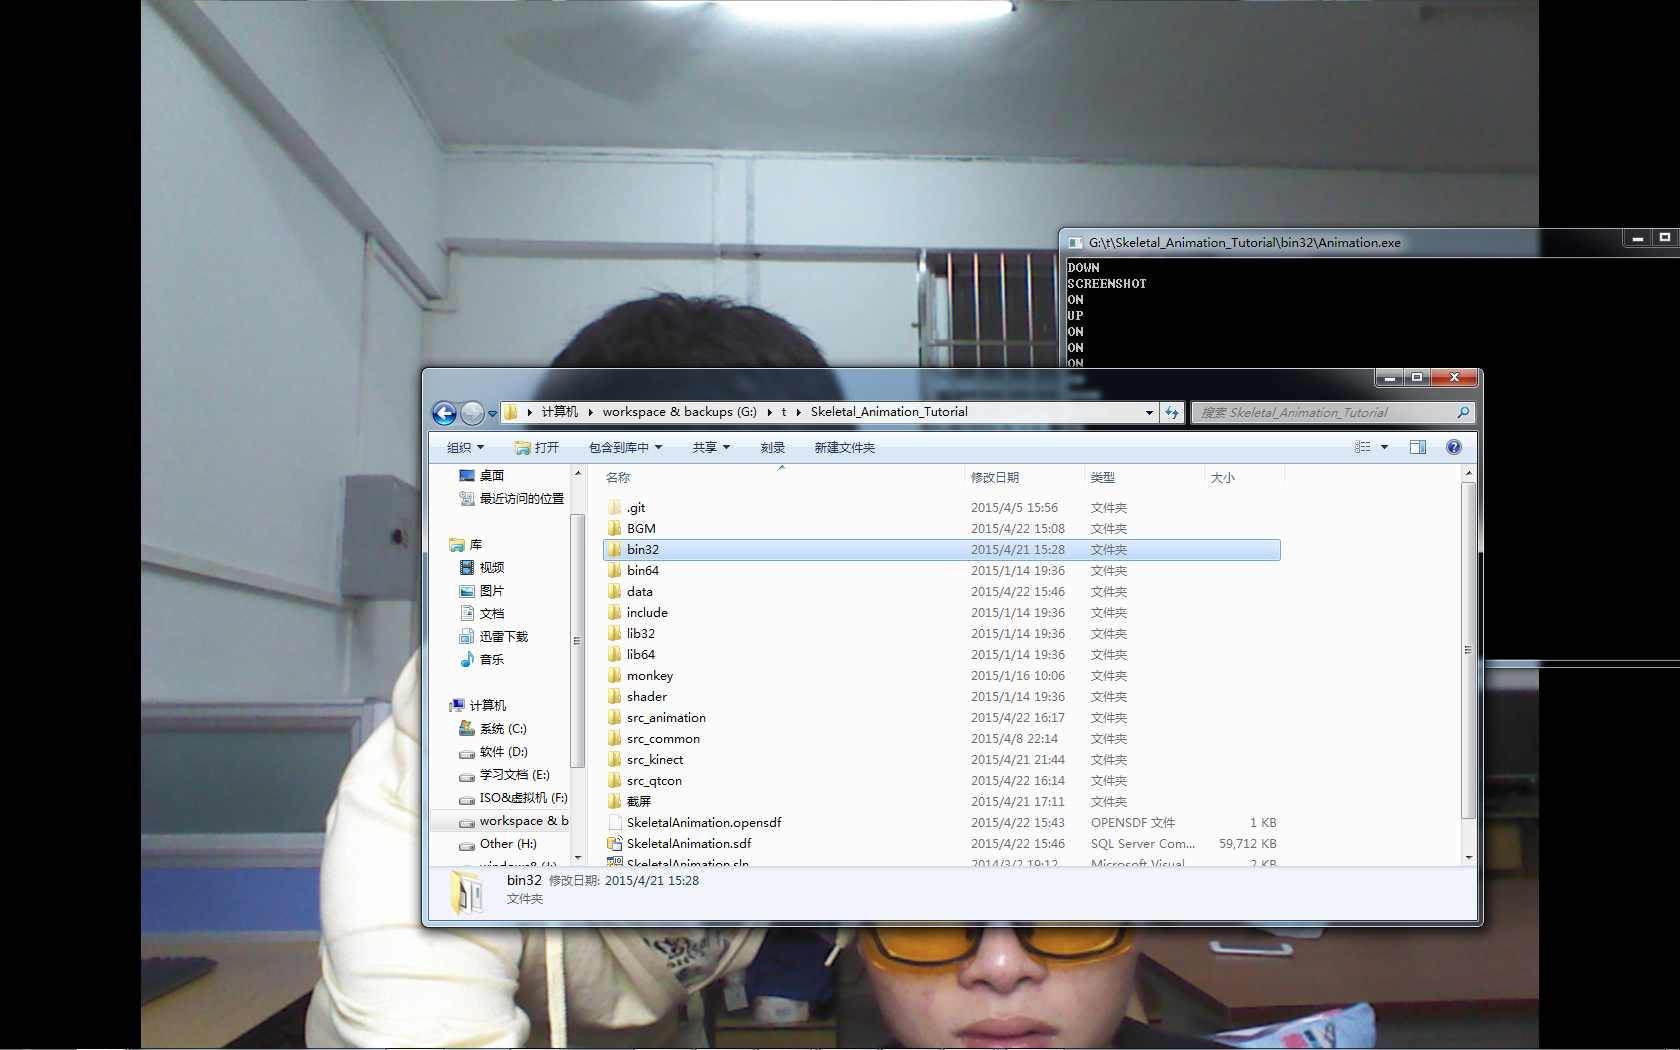 G:\t\Skeletal_Animation_Tutorial\bin32\Animation.exe
DOWN
SCREENSHOT
ON
UP
ON
ON
ON
计算机 workspace & backups (G:) t Skeletal_Animation_Tutorial
搜索 Skeletal_Animation_Tutorial
组织 打开 包含到库中 共享 刻录 新建文件夹
桌面
最近访问的位置
库
视频
图片
文档
迅雷下载
音乐
计算机
系统 (C:)
软件 (D:)
学习文档 (E:)
ISO&虚拟机 (F:)
workspace & b
Other (H:)
名称 修改日期 类型 大小
.git 2015/4/5 15:56 文件夹
BGM 2015/4/22 15:08 文件夹
bin32 2015/4/21 15:28 文件夹
bin64 2015/1/14 19:36 文件夹
data 2015/4/22 15:46 文件夹
include 2015/1/14 19:36 文件夹
lib32 2015/1/14 19:36 文件夹
lib64 2015/1/14 19:36 文件夹
monkey 2015/1/16 10:06 文件夹
shader 2015/1/14 19:36 文件夹
src_animation 2015/4/22 16:17 文件夹
src_common 2015/4/8 22:14 文件夹
src_kinect 2015/4/21 21:44 文件夹
src_qtcon 2015/4/22 16:14 文件夹
截屏 2015/4/21 17:11 文件夹
SkeletalAnimation.opensdf 2015/4/22 15:43 OPENSDF 文件 1 KB
SkeletalAnimation.sdf 2015/4/22 15:46 SQL Server Com... 59,712 KB
SkeletalAnimation.sln 2014/3/2 19:12 Microsoft Visual 2 KB
bin32 修改日期: 2015/4/21 15:28
文件夹